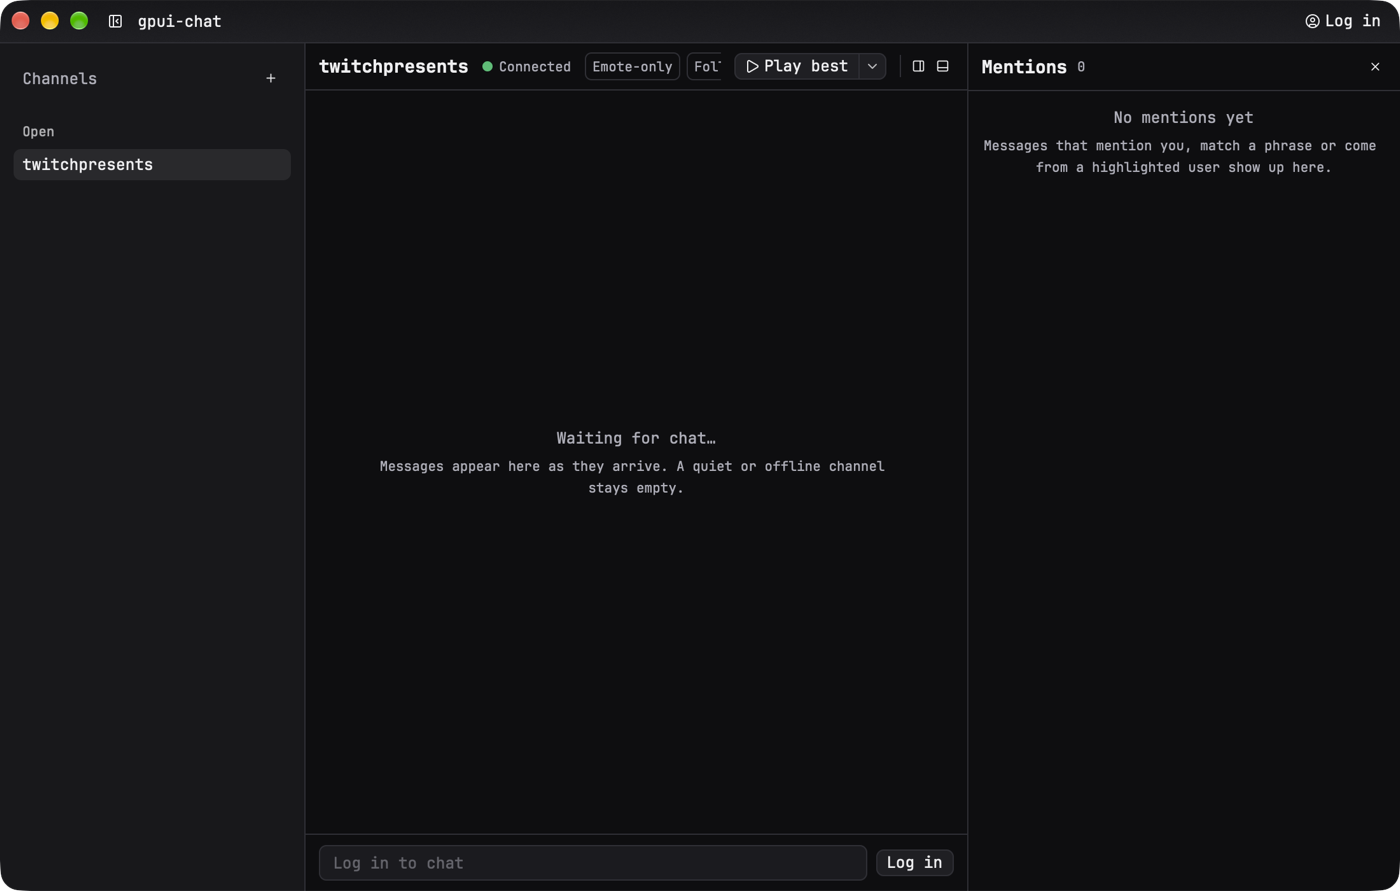 gpui-chat
Log in
Channels +
Open
twitchpresents
twitchpresents Connected Emote-only Fol Play best
Waiting for chat…
Messages appear here as they arrive. A quiet or offline channel
stays empty.
Log in to chat
Log in
Mentions 0
No mentions yet
Messages that mention you, match a phrase or come
from a highlighted user show up here.